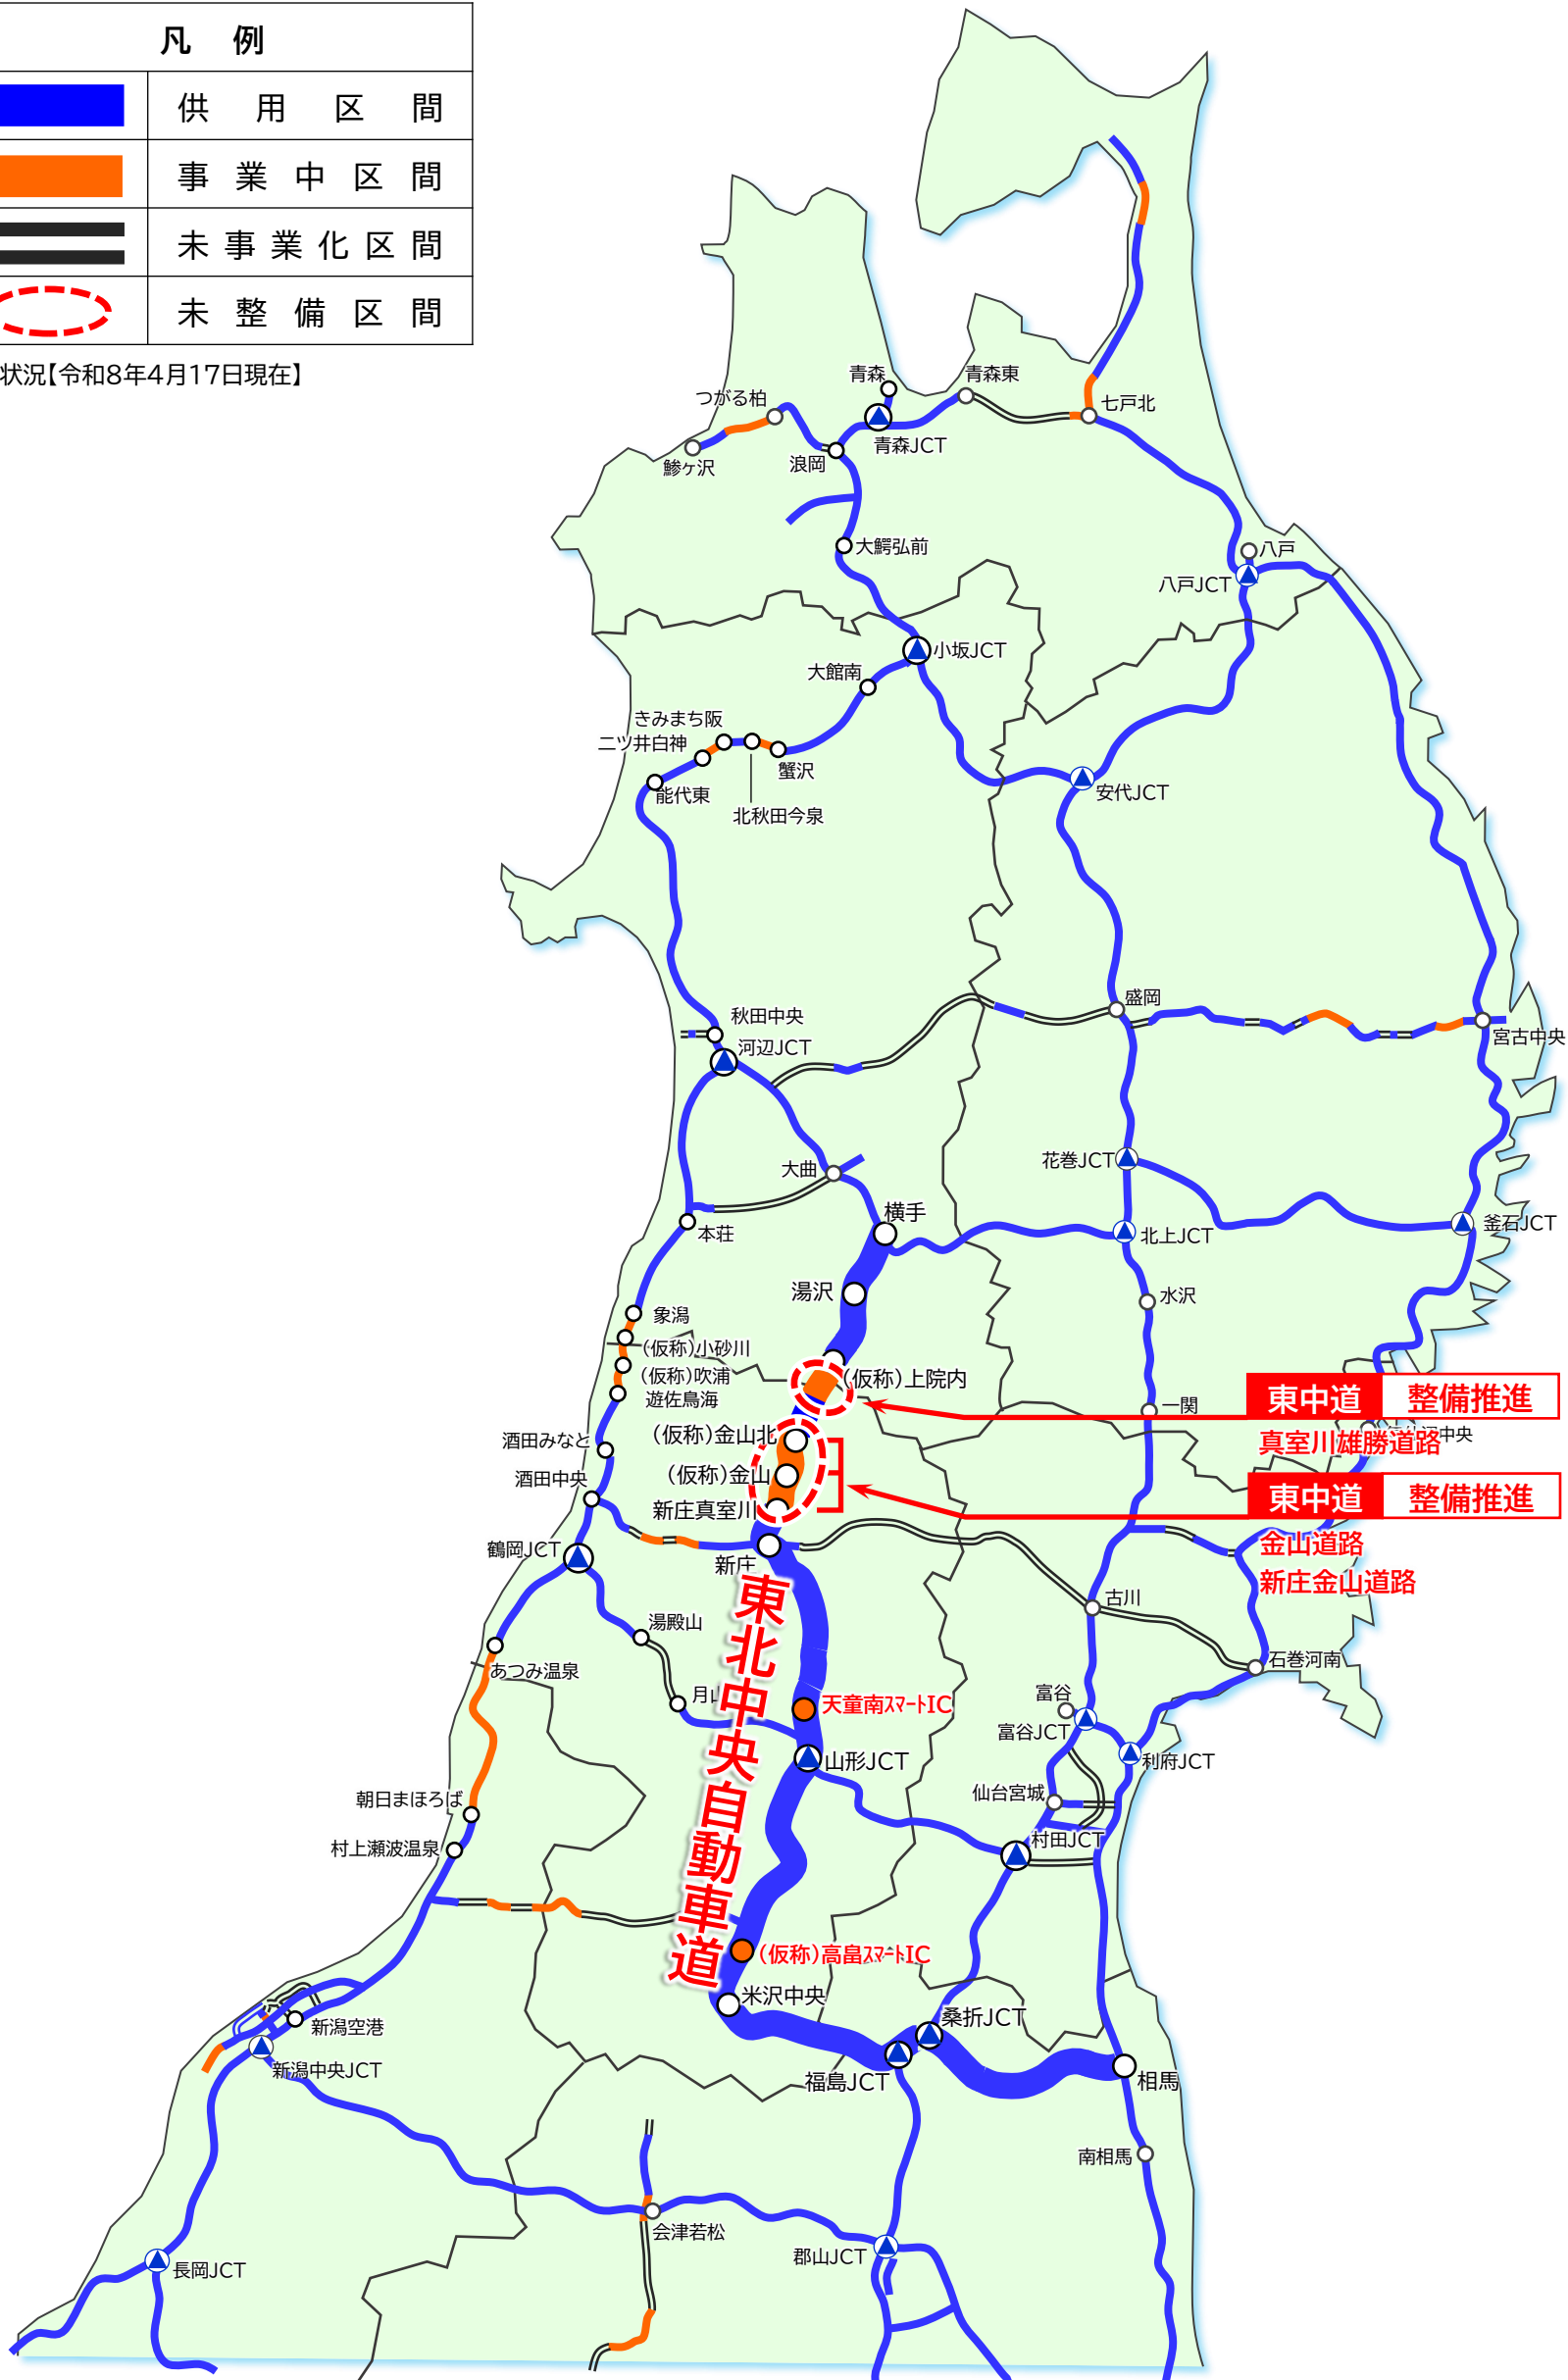 凡例
供用区間
事業中区間
未事業化区間
未整備区間
状況【令和8年4月17日現在】
青森
青森東
つがる柏
七戸北
青森JCT
浪岡
鰺ヶ沢
大鰐弘前
八戸
八戸JCT
小坂JCT
大館南
きみまち阪
二ツ井白神
蟹沢
能代東
安代JCT
北秋田今泉
盛岡
秋田中央
宮古中央
河辺JCT
大曲
花巻JCT
横手
本荘
北上JCT
釜石JCT
湯沢
水沢
象潟
(仮称)小砂川
(仮称)吹浦
(仮称)上院内
遊佐鳥海
東中道 整備推進
一関
真室川雄勝道路
酒田みなと
(仮称)金山北
酒田中央
(仮称)金山
東中道 整備推進
新庄真室川
金山道路
新庄金山道路
鶴岡JCT
新庄
東北中央自動車道
古川
湯殿山
石巻河南
あつみ温泉
月山
天童南スマートIC
富谷
富谷JCT
山形JCT
利府JCT
朝日まほろば
仙台宮城
村上瀬波温泉
村田JCT
(仮称)高畠スマートIC
米沢中央
新潟空港
桑折JCT
新潟中央JCT
福島JCT
相馬
南相馬
会津若松
郡山JCT
長岡JCT